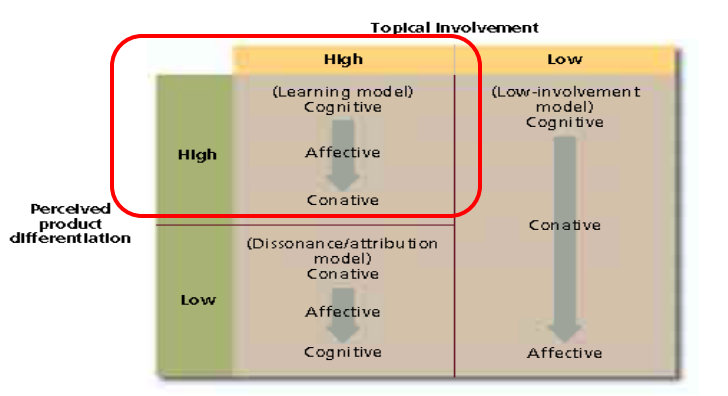 Topical Involvement
High
Low
(Learning model)
Cognitive
Affective
Conative
(Low-involvement
model)
Cognitive
Conative
Affective
High
Perceived
product
differentiation
(Dissonance/attribution
model)
Conative
Affective
Cognitive
Low